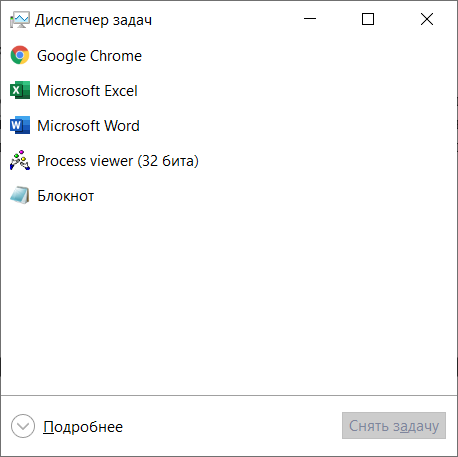 Диспетчер задач
Google Chrome
Microsoft Excel
Microsoft Word
Process viewer (32 бита)
Блокнот
Подробнее
Снять задачу